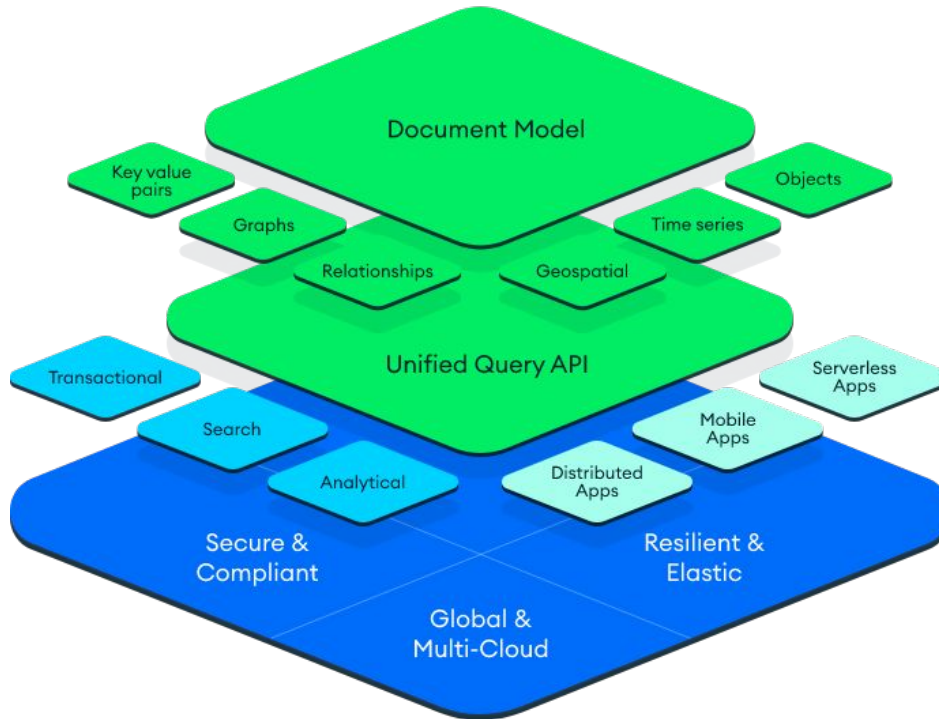 Document Model
Key value
pairs
Objects
Graphs
Time series
Relationships
Geospatial
Unified Query API
Transactional
Serverless
Apps
Search
Mobile
Apps
Analytical
Distributed
Apps
Secure &
Compliant
Resilient &
Elastic
Global &
Multi-Cloud